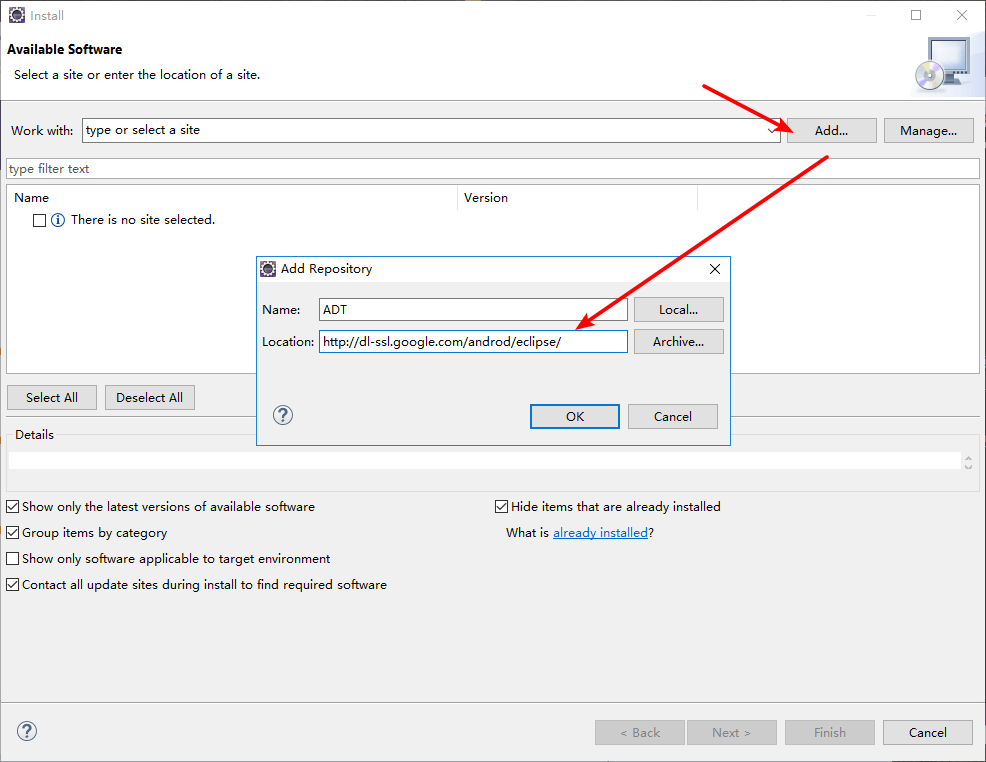 Install
Available Software
Select a site or enter the location of a site.
Work with: type or select a site Add... Manage...
type filter text
Name Version
There is no site selected.
Add Repository
Name: ADT Local...
Location: http://dl-ssl.google.com/androd/eclipse/ Archive...
OK Cancel
Select All Deselect All
Details
Show only the latest versions of available software Hide items that are already installed
Group items by category What is already installed?
Show only software applicable to target environment
Contact all update sites during install to find required software
< Back Next > Finish Cancel